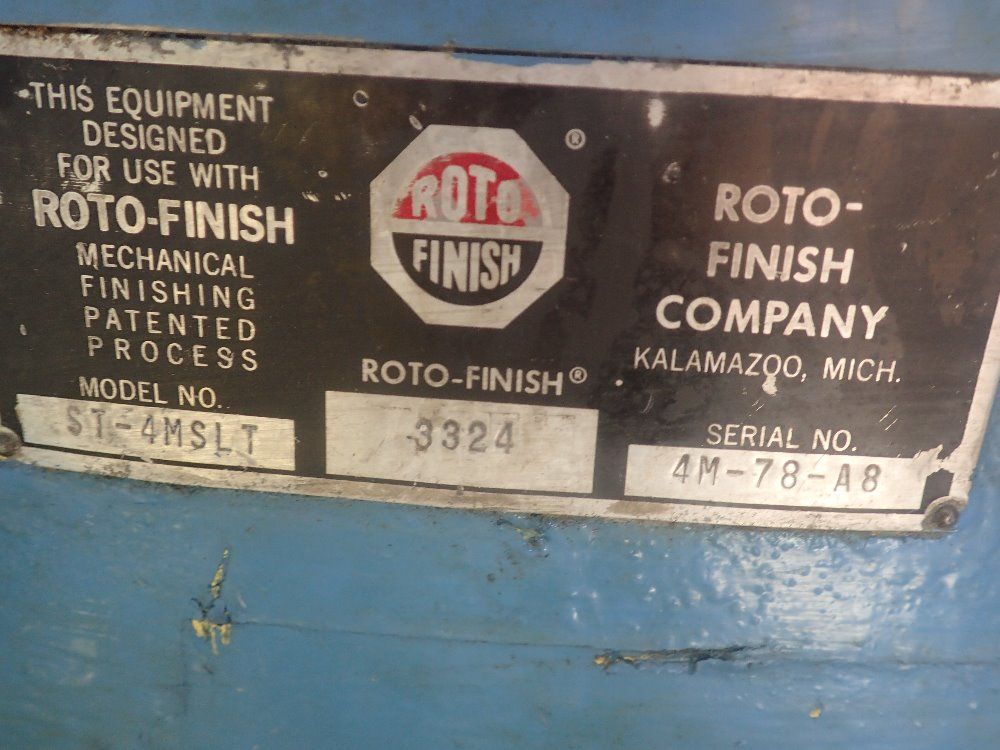 THIS EQUIPMENT
DESIGNED
FOR USE WITH
ROTO-FINISH
MECHANICAL
FINISHING
PATENTED
PROCESS
MODEL NO.
ST-4MSLT
ROTO
FINISH
®
ROTO-FINISH®
3324
ROTO-
FINISH
COMPANY
KALAMAZOO, MICH.
SERIAL NO.
4M-78-A8